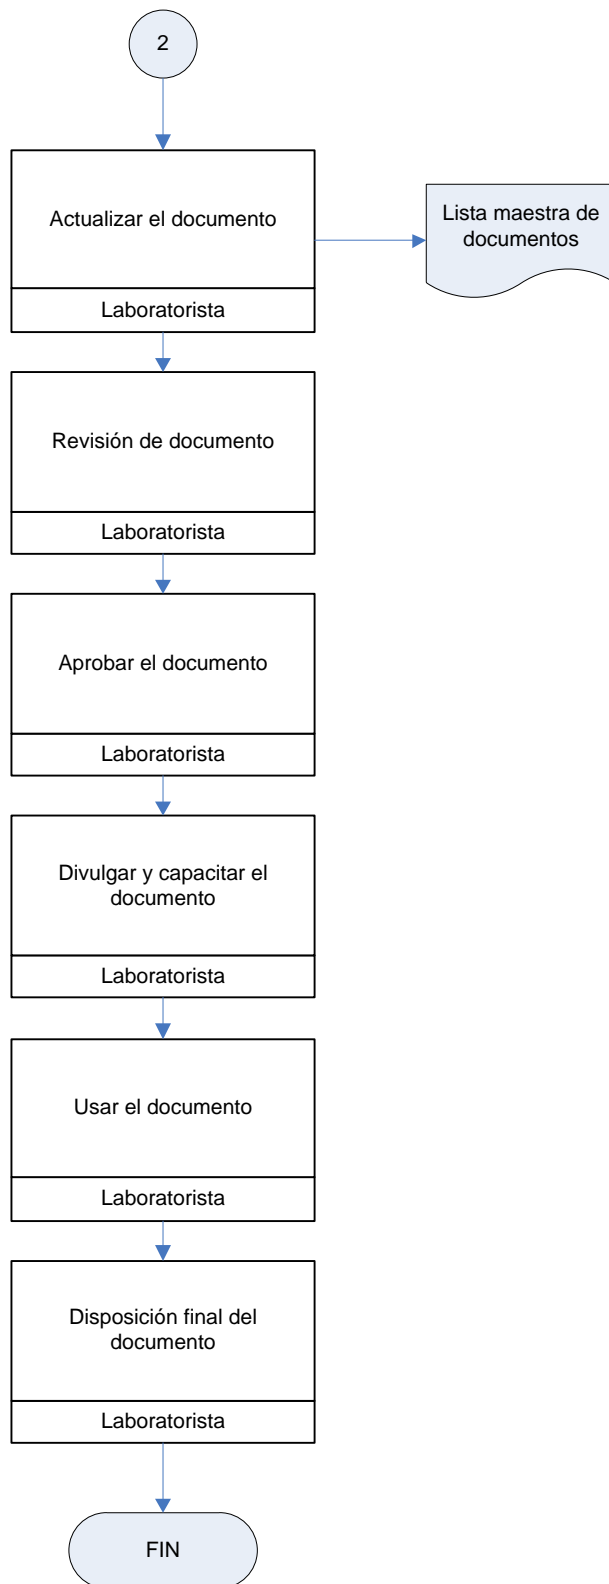 2
Actualizar el documento
Lista maestra de
documentos
Laboratorista
Revisión de documento
Laboratorista
Aprobar el documento
Laboratorista
Divulgar y capacitar el
documento
Laboratorista
Usar el documento
Laboratorista
Disposición final del
documento
Laboratorista
FIN